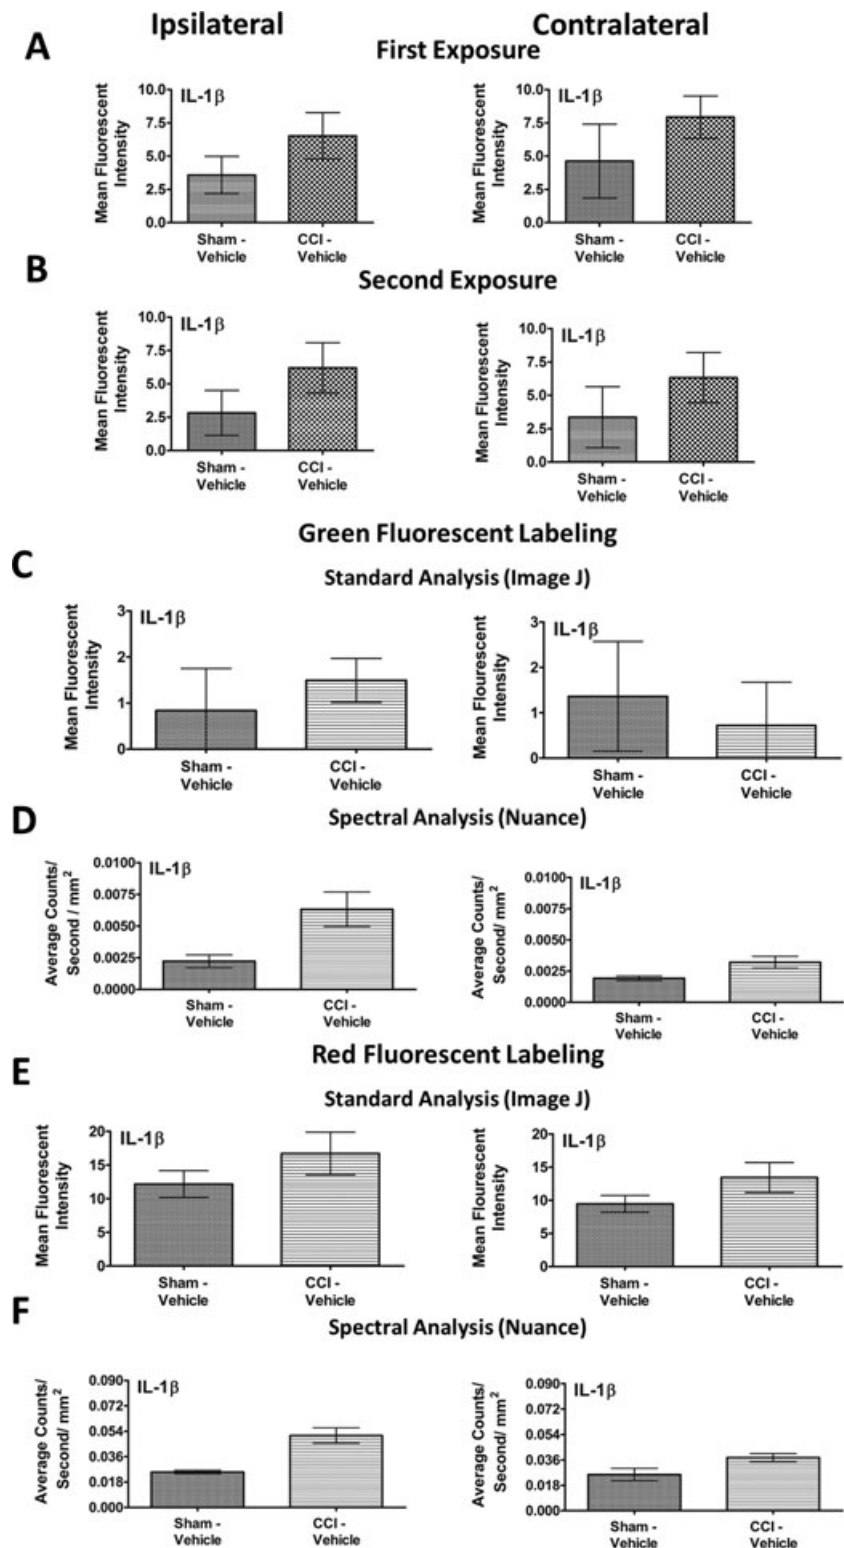 Ipsilateral
Contralateral
A
First Exposure
Mean Fluorescent
Intensity
10.0
7.5
5.0
2.5
0.0
IL-1β
Sham -
Vehicle
CCI -
Vehicle
Mean Fluorescent
Intensity
10.0
7.5
5.0
2.5
0.0
IL-1β
Sham -
Vehicle
CCI -
Vehicle
B
Second Exposure
Mean Fluorescent
Intensity
10.0
7.5
5.0
2.5
0.0
IL-1β
Sham -
Vehicle
CCI -
Vehicle
Mean Fluorescent
Intensity
10.0
7.5
5.0
2.5
0.0
IL-1β
Sham -
Vehicle
CCI -
Vehicle
Green Fluorescent Labeling
C
Standard Analysis (Image J)
Mean Fluorescent
Intensity
3
2
1
0
IL-1β
Sham -
Vehicle
CCI -
Vehicle
Mean Flourescent
Intensity
3
2
1
0
IL-1β
Sham -
Vehicle
CCI -
Vehicle
D
Spectral Analysis (Nuance)
Average Counts/
Second / mm²
0.0100
0.0075
0.0050
0.0025
0.0000
IL-1β
Sham -
Vehicle
CCI -
Vehicle
Average Counts/
Second/ mm²
0.0100
0.0075
0.0050
0.0025
0.0000
IL-1β
Sham -
Vehicle
CCI -
Vehicle
Red Fluorescent Labeling
E
Standard Analysis (Image J)
Mean Fluorescent
Intensity
20
15
10
5
0
IL-1β
Sham -
Vehicle
CCI -
Vehicle
Mean Flourescent
Intensity
20
15
10
5
0
IL-1β
Sham -
Vehicle
CCI -
Vehicle
F
Spectral Analysis (Nuance)
Average Counts/
Second/ mm²
0.090
0.072
0.054
0.036
0.018
0.000
IL-1β
Sham -
Vehicle
CCI -
Vehicle
Average Counts/
Second/ mm²
0.090
0.072
0.054
0.036
0.018
0.000
IL-1β
Sham -
Vehicle
CCI -
Vehicle